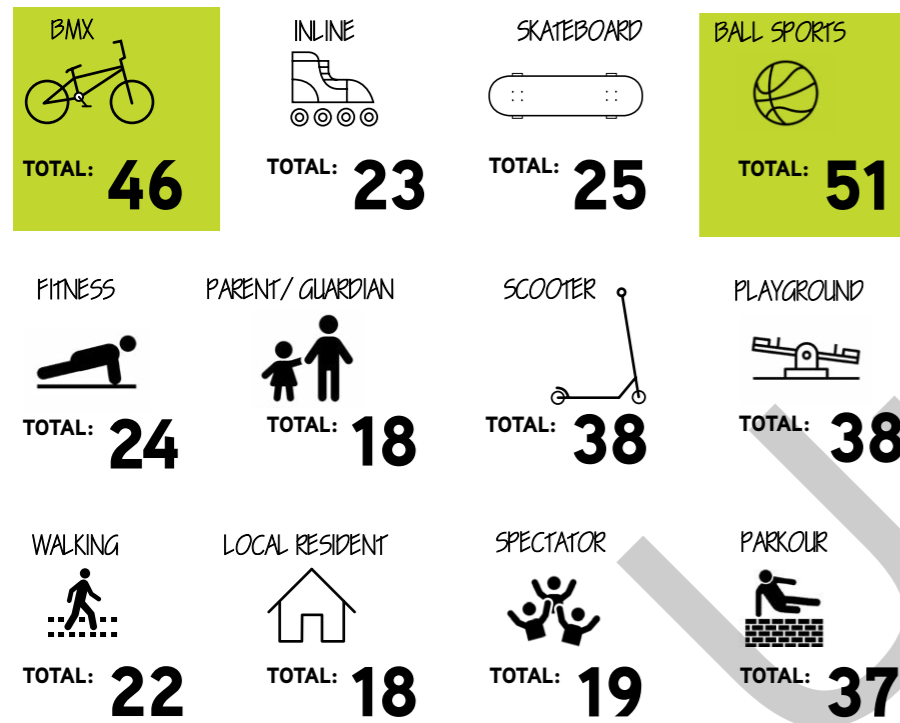 BMX
INLINE
SKATEBOARD
BALL SPORTS
TOTAL: 46
TOTAL: 23
TOTAL: 25
TOTAL: 51
FITNESS
PARENT/ GUARDIAN
SCOOTER
PLAYGROUND
TOTAL: 24
TOTAL: 18
TOTAL: 38
TOTAL: 38
WALKING
LOCAL RESIDENT
SPECTATOR
PARKOUR
TOTAL: 22
TOTAL: 18
TOTAL: 19
TOTAL: 37